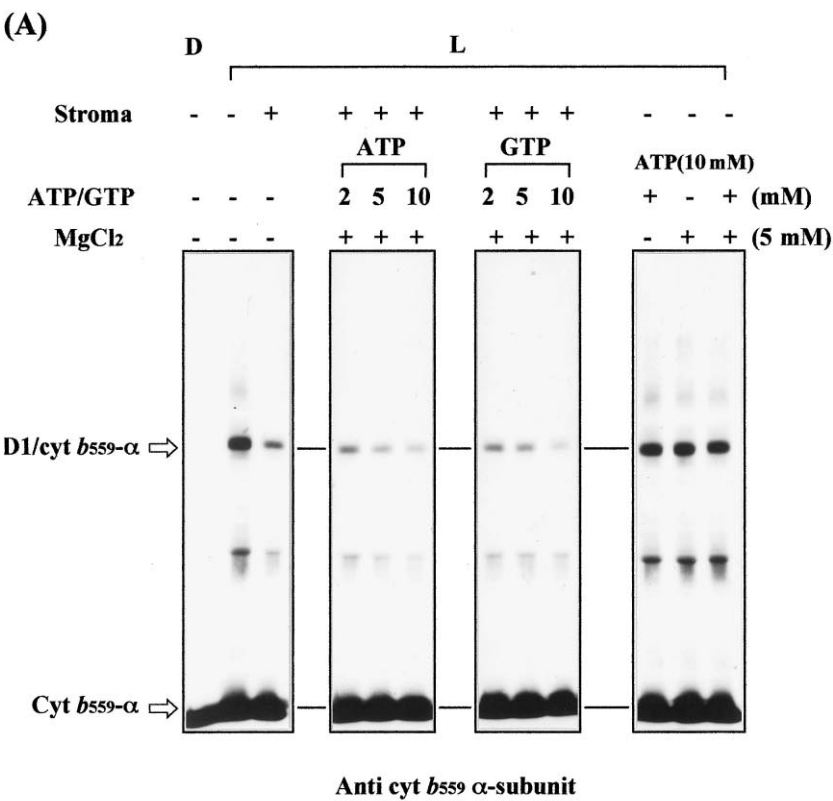 (A)
D L
Stroma - - + + + + + + + - - -
ATP GTP ATP(10 mM)
ATP/GTP - - - 2 5 10 2 5 10 + - + (mM)
MgCl2 - - - + + + + + + - + + (5 mM)
D1/cyt b559-α
Cyt b559-α
Anti cyt b559 α-subunit